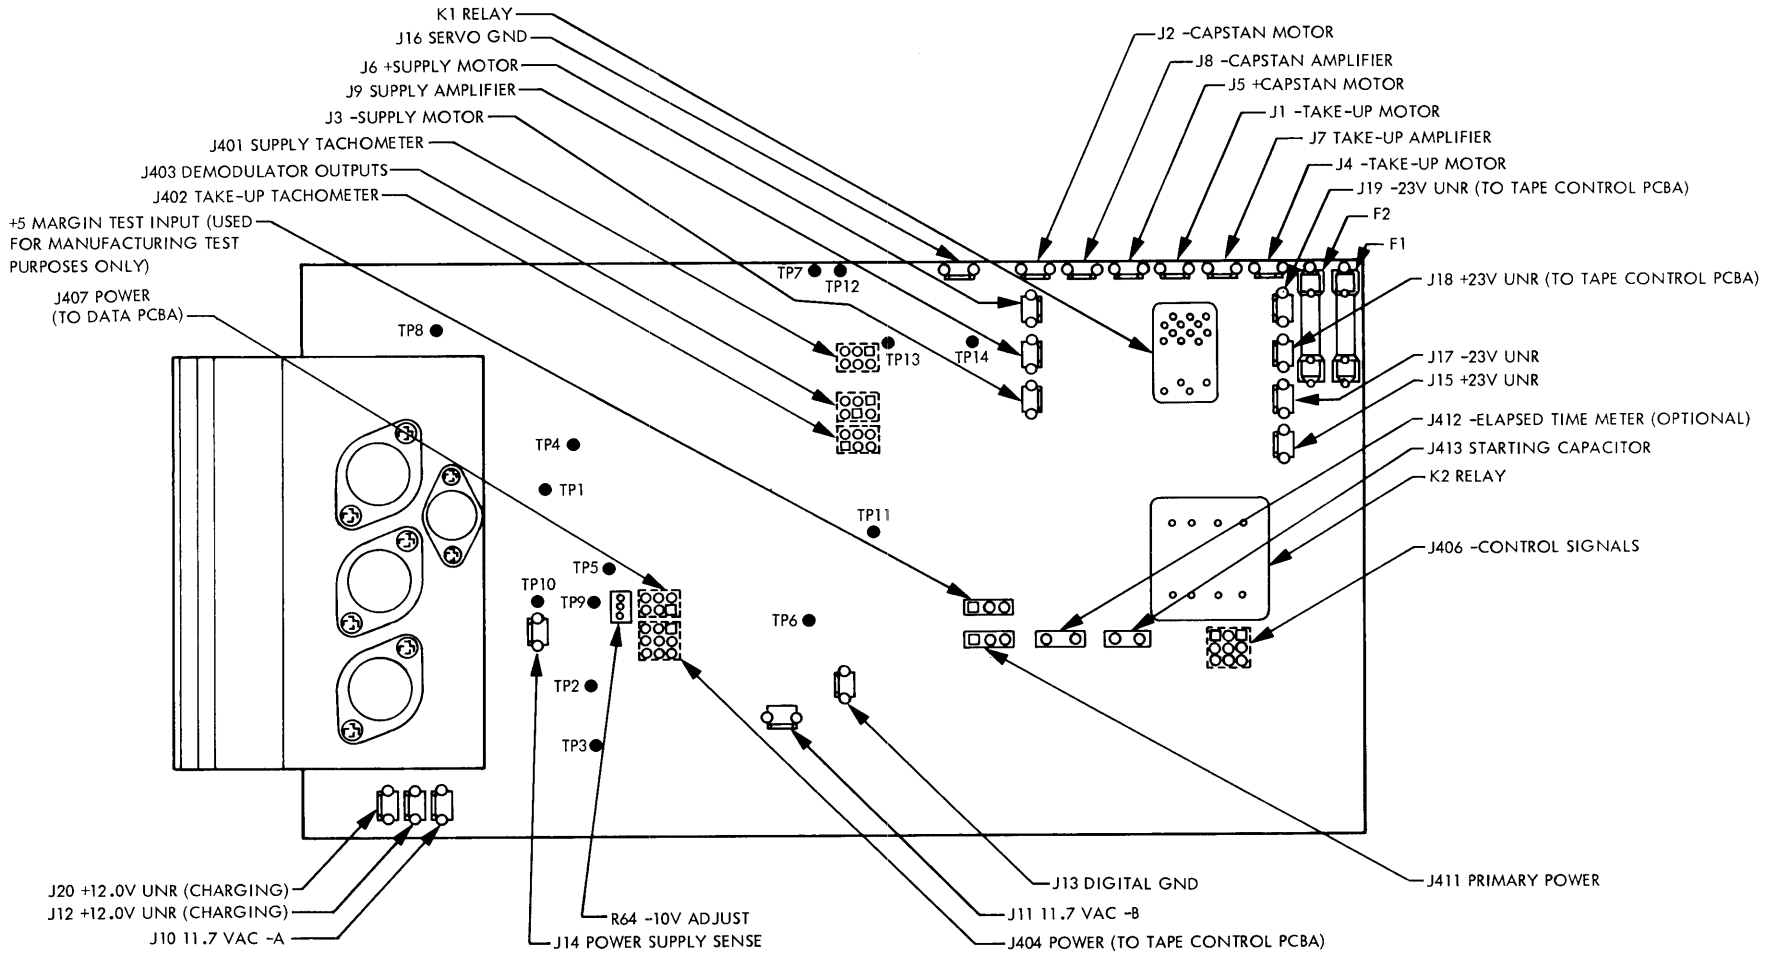 K1 RELAY
J16 SERVO GND
J6 +SUPPLY MOTOR
J9 SUPPLY AMPLIFIER
J3 -SUPPLY MOTOR
J401 SUPPLY TACHOMETER
J403 DEMODULATOR OUTPUTS
J402 TAKE-UP TACHOMETER
+5 MARGIN TEST INPUT (USED
FOR MANUFACTURING TEST
PURPOSES ONLY)
J407 POWER
(TO DATA PCBA)
J2 -CAPSTAN MOTOR
J8 -CAPSTAN AMPLIFIER
J5 +CAPSTAN MOTOR
J1 -TAKE-UP MOTOR
J7 TAKE-UP AMPLIFIER
J4 -TAKE-UP MOTOR
J19 -23V UNR (TO TAPE CONTROL PCBA)
F2
F1
J18 +23V UNR (TO TAPE CONTROL PCBA)
J17 -23V UNR
J15 +23V UNR
J412 -ELAPSED TIME METER (OPTIONAL)
J413 STARTING CAPACITOR
K2 RELAY
J406 -CONTROL SIGNALS
TP7
TP12
TP8
TP13
TP14
TP4
TP1
TP11
TP5
TP10
TP9
TP6
TP2
TP3
J20 +12.0V UNR (CHARGING)
J12 +12.0V UNR (CHARGING)
J10 11.7 VAC -A
R64 -10V ADJUST
J14 POWER SUPPLY SENSE
J13 DIGITAL GND
J11 11.7 VAC -B
J404 POWER (TO TAPE CONTROL PCBA)
J411 PRIMARY POWER